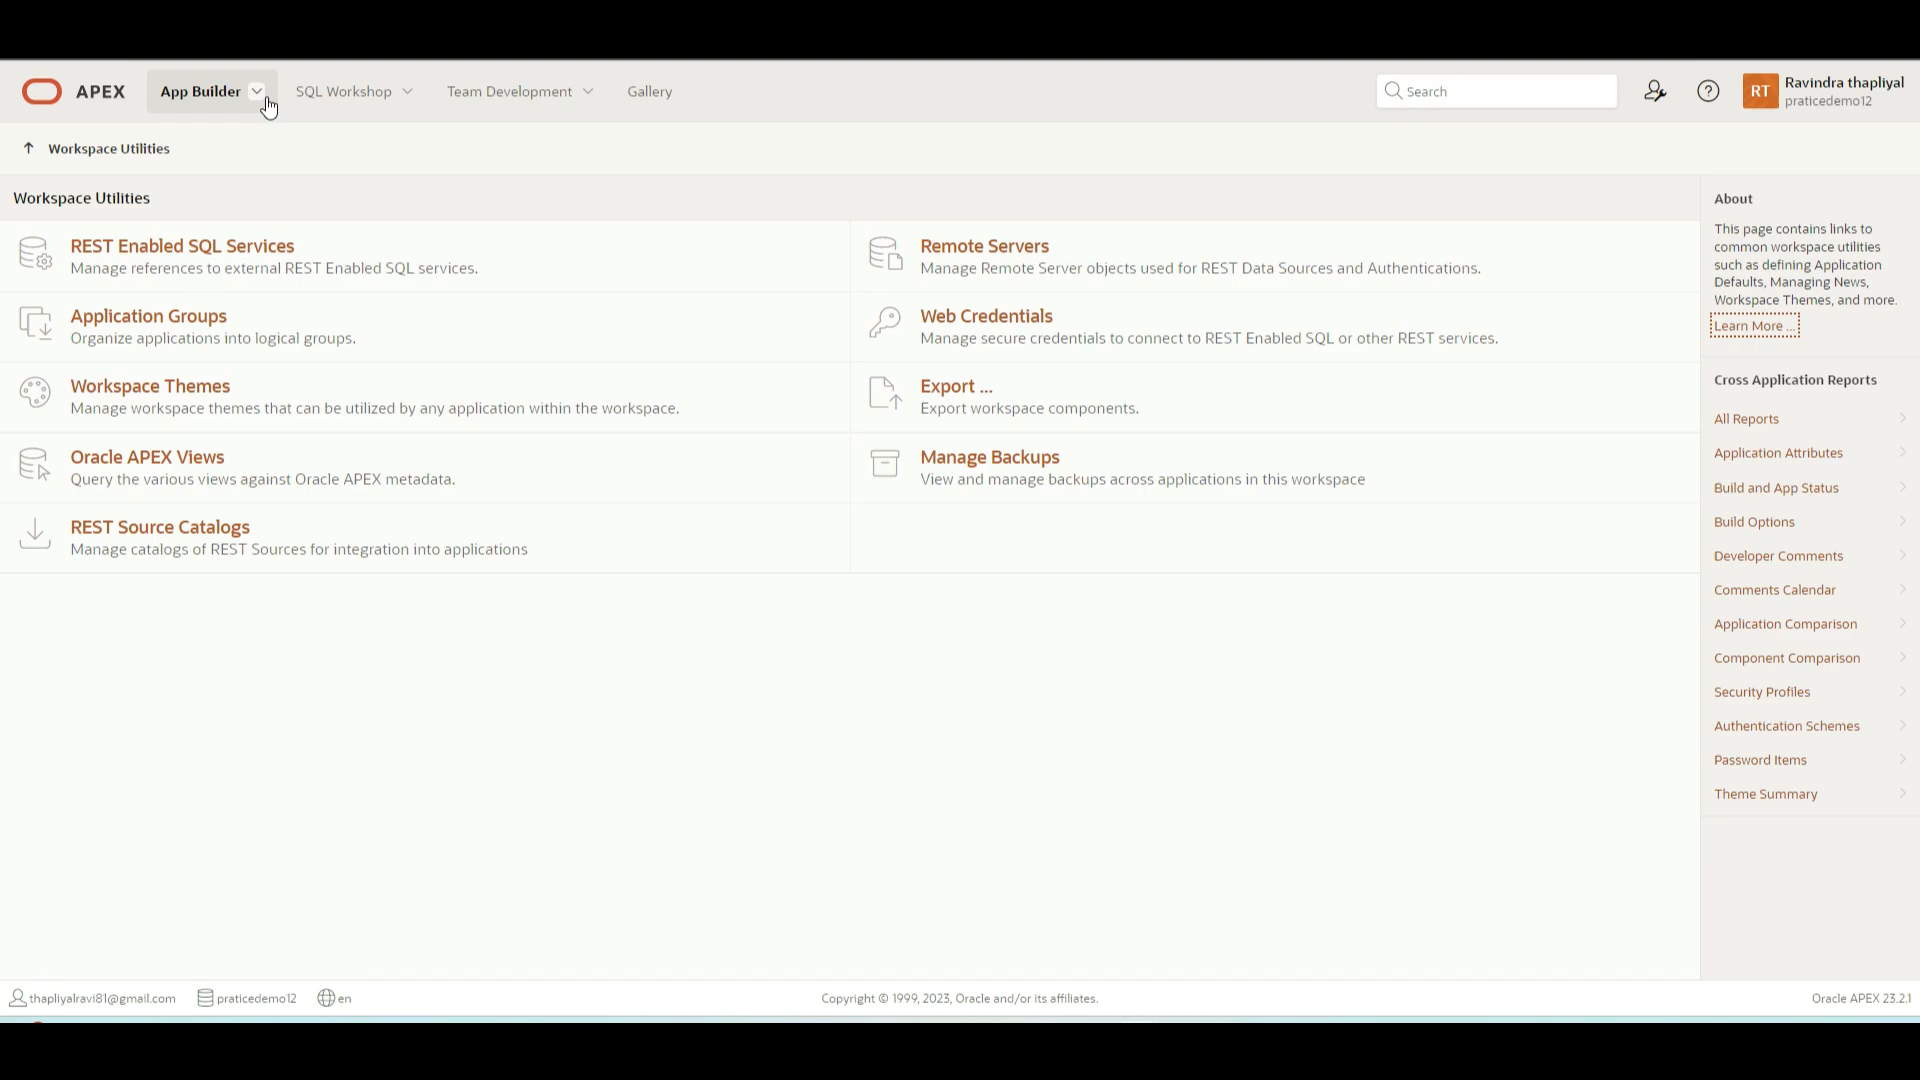 APEX
App Builder
SQL Workshop
Team Development
Gallery
Search
RT
Ravindra thapliyal
praticedemo12
Workspace Utilities
Workspace Utilities
REST Enabled SQL Services
Manage references to external REST Enabled SQL services.
Remote Servers
Manage Remote Server objects used for REST Data Sources and Authentications.
Application Groups
Organize applications into logical groups.
Web Credentials
Manage secure credentials to connect to REST Enabled SQL or other REST services.
Workspace Themes
Manage workspace themes that can be utilized by any application within the workspace.
Export ...
Export workspace components.
Oracle APEX Views
Query the various views against Oracle APEX metadata.
Manage Backups
View and manage backups across applications in this workspace
REST Source Catalogs
Manage catalogs of REST Sources for integration into applications
About
This page contains links to
common workspace utilities
such as defining Application
Defaults, Managing News,
Workspace Themes, and more.
Learn More ...
Cross Application Reports
All Reports
Application Attributes
Build and App Status
Build Options
Developer Comments
Comments Calendar
Application Comparison
Component Comparison
Security Profiles
Authentication Schemes
Password Items
Theme Summary
thapliyalravi81@gmail.com
praticedemo12
en
Copyright © 1999, 2023, Oracle and/or its affiliates.
Oracle APEX 23.2.1